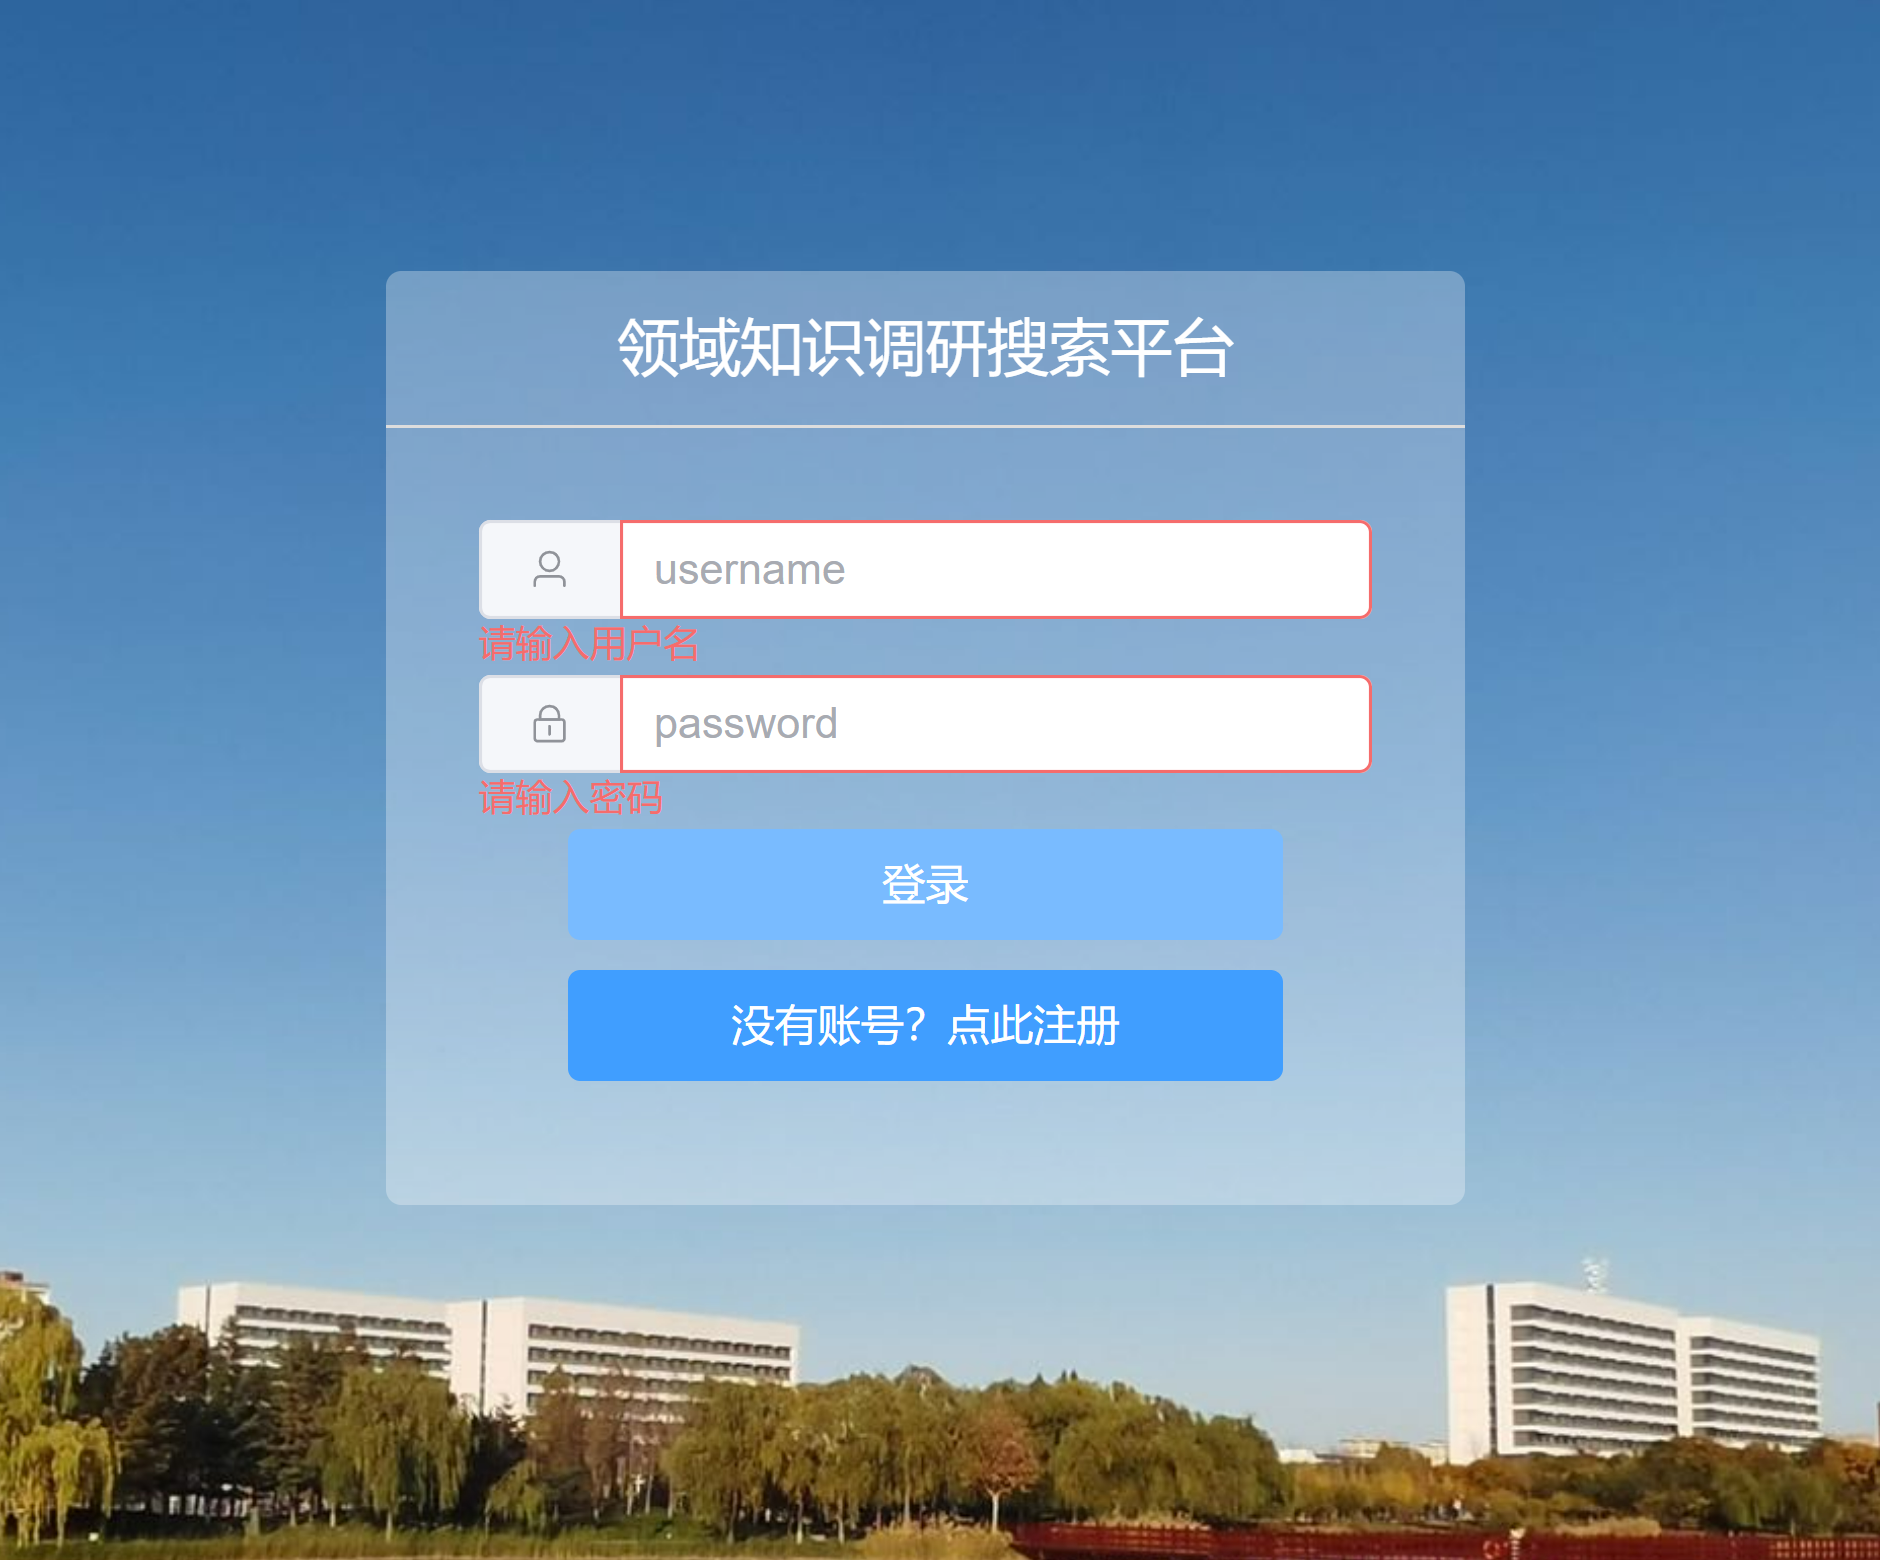 领域知识调研搜索平台
username
请输入用户名
password
请输入密码
登录
没有账号？点此注册